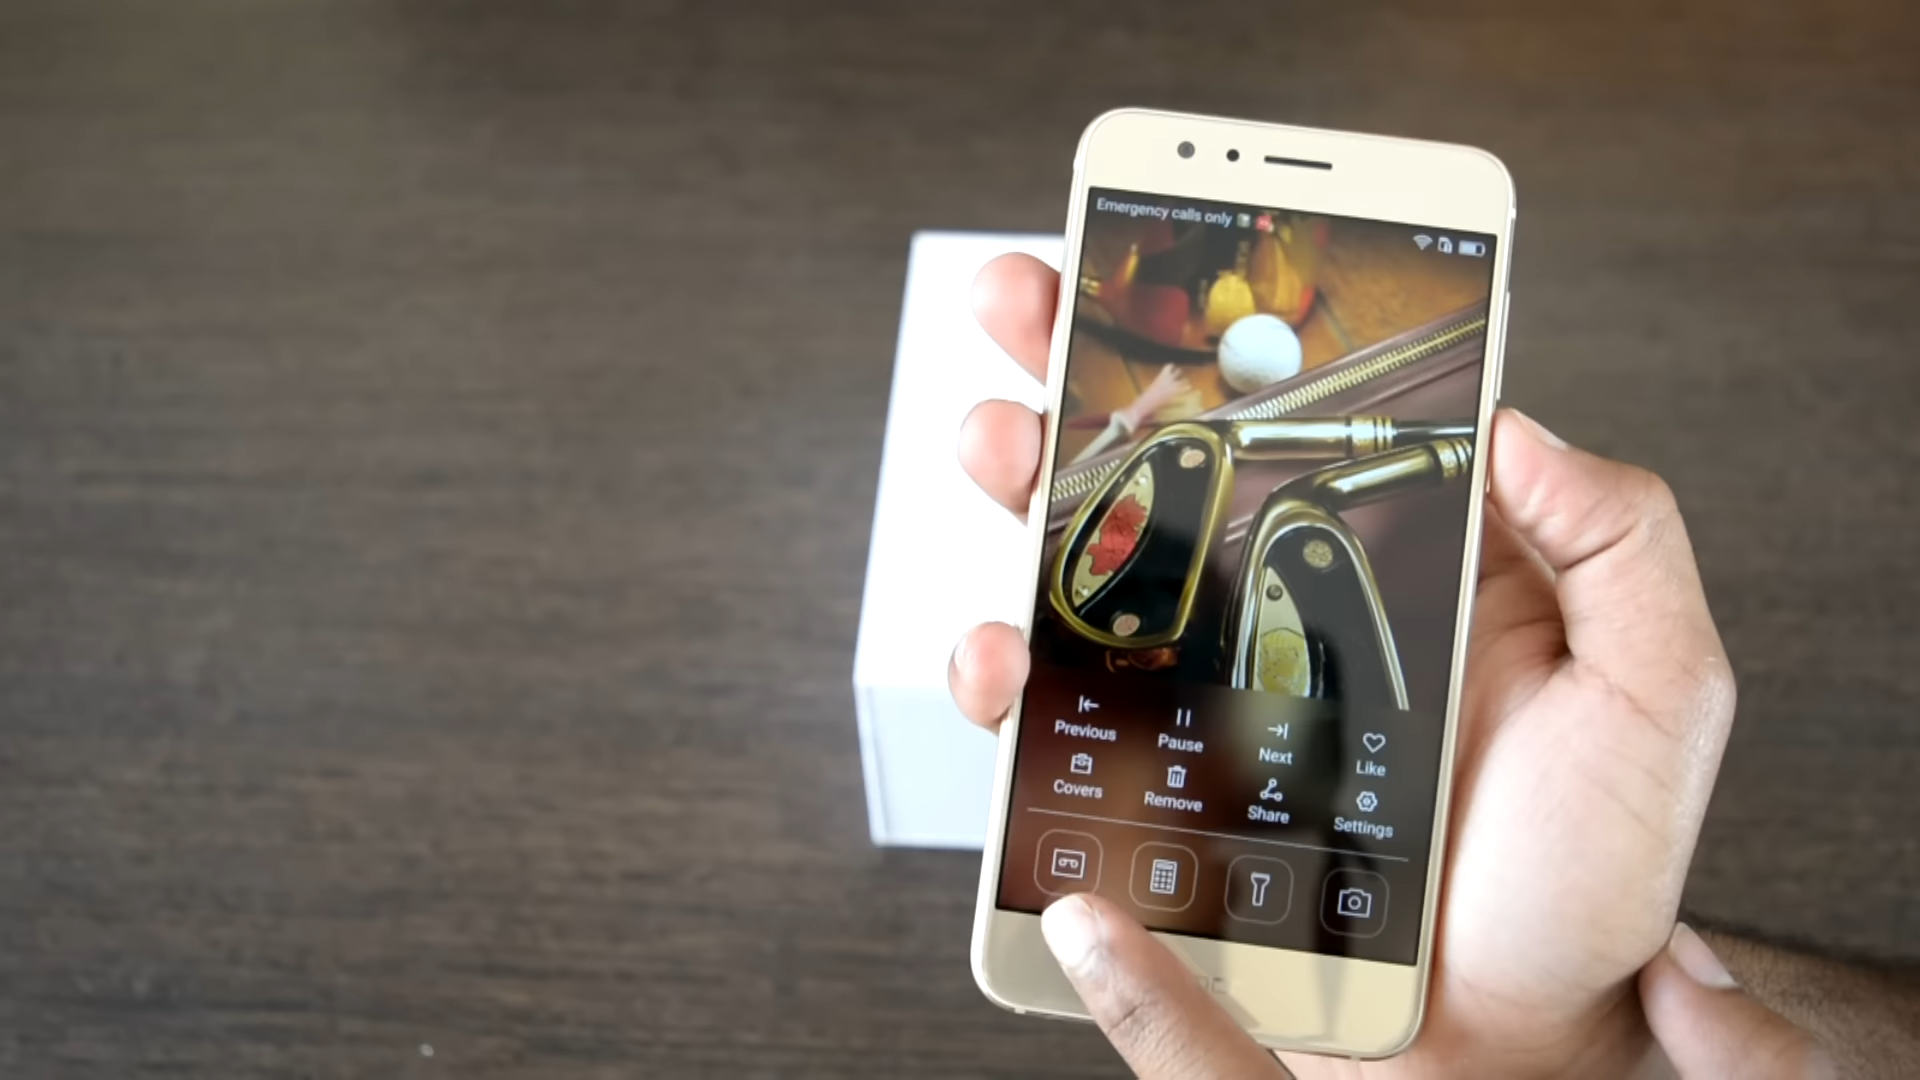 Emergency calls only
Previous Pause Next Like
Covers Remove Share Settings